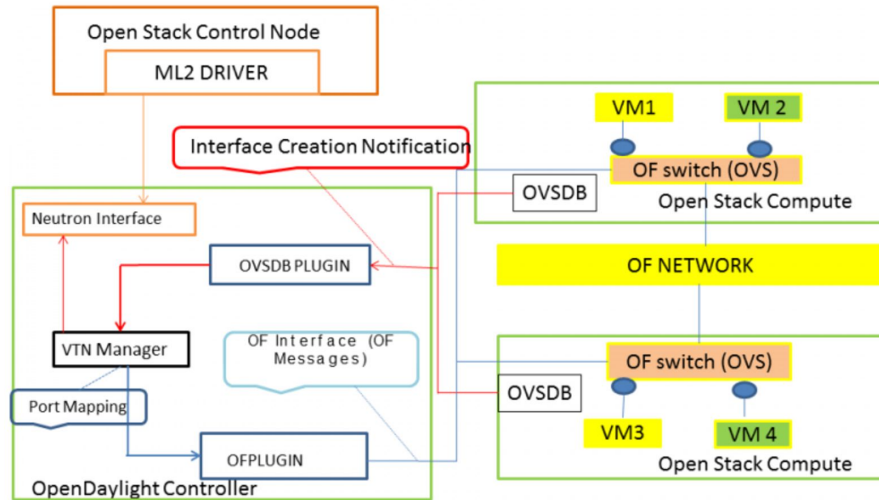 Open Stack Control Node
ML2 DRIVER
VM1
VM 2
Interface Creation Notification
OF switch (OVS)
OVSDB
Open Stack Compute
Neutron Interface
OVSDB PLUGIN
OF NETWORK
OF Interface (OF
Messages)
VTN Manager
OF switch (OVS)
OVSDB
Port Mapping
VM3
VM 4
OFPLUGIN
Open Stack Compute
OpenDaylight Controller